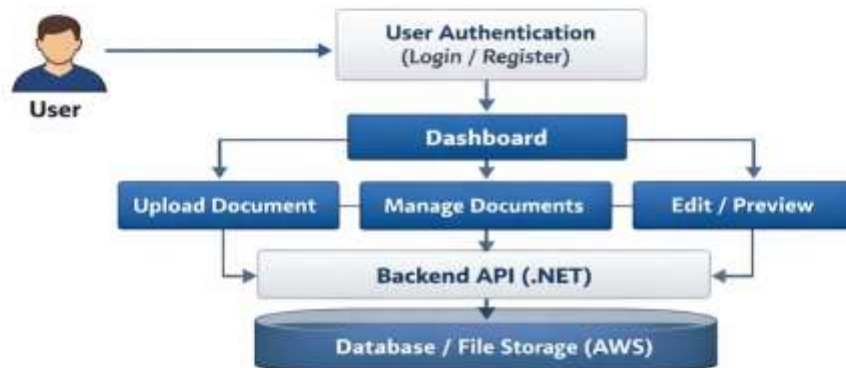 User Authentication
(Login / Register)
User
Dashboard
Upload Document
Manage Documents
Edit / Preview
Backend API (.NET)
Database / File Storage (AWS)